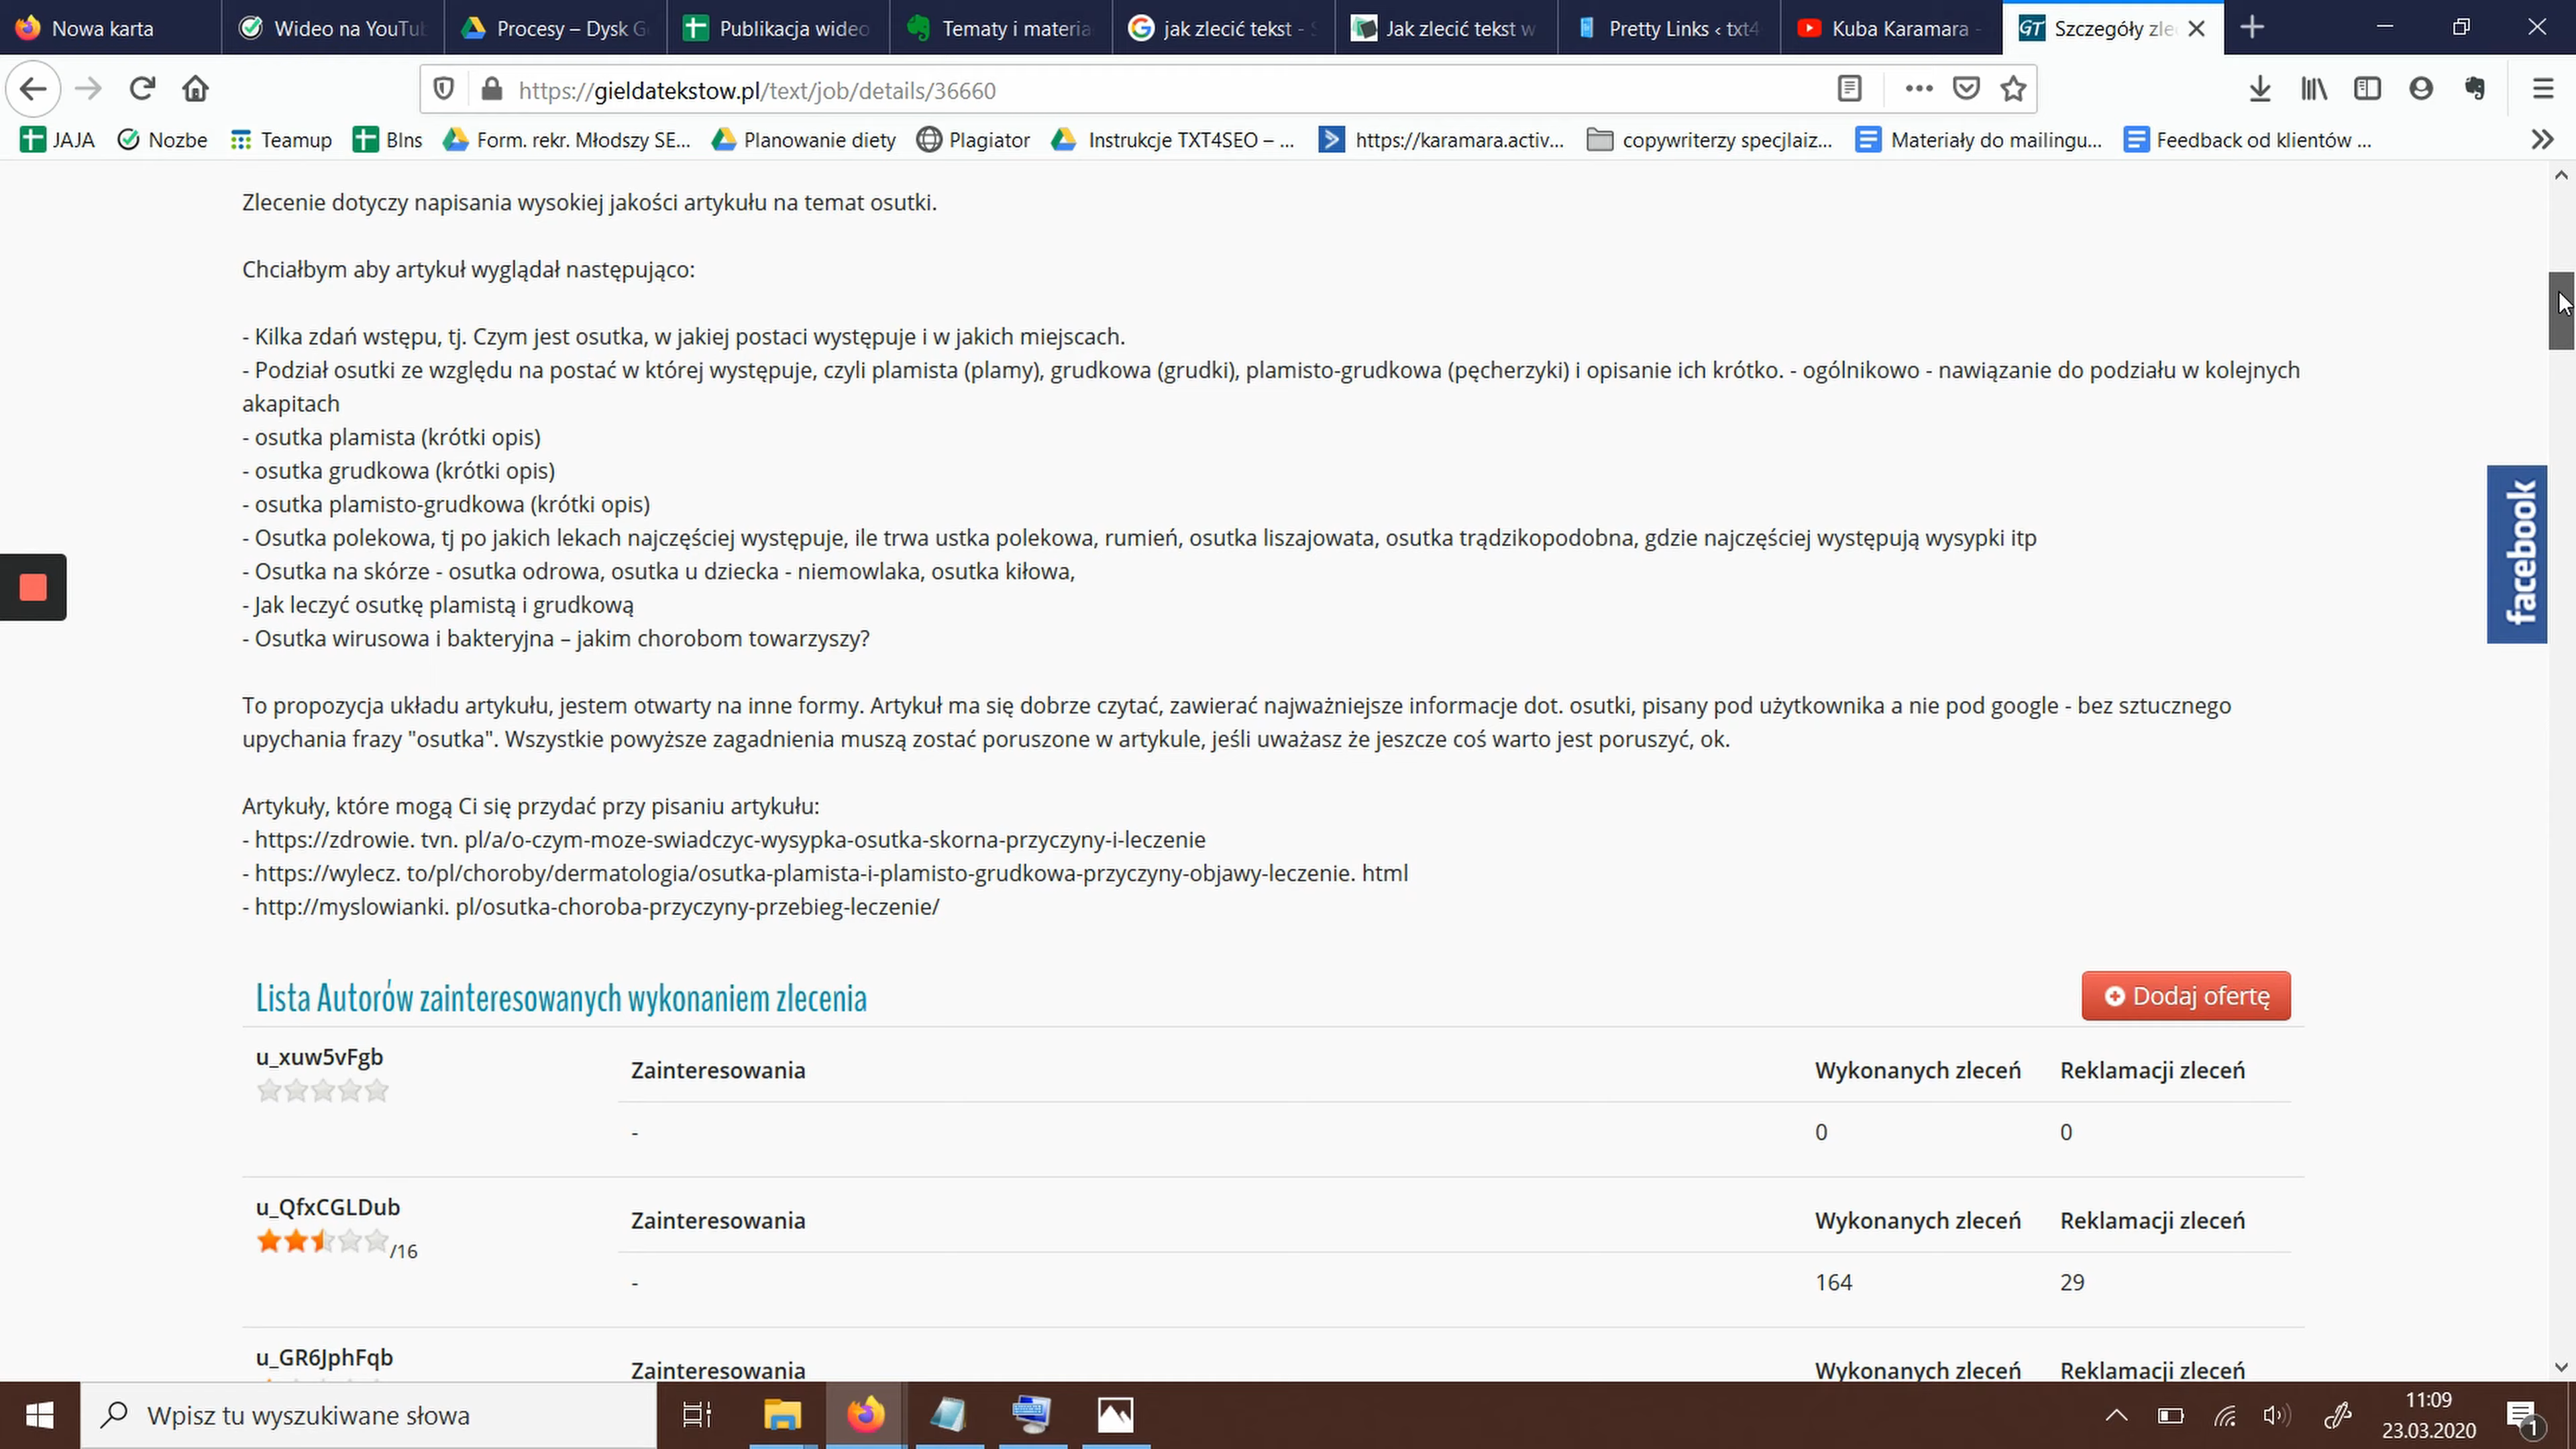 Nowa karta
Wideo na YouTu
Procesy – Dysk G
Publikacja wideo
Tematy i materia
jak zlecić tekst - S
Jak zlecić tekst w
Pretty Links ‹ txt4
Kuba Karamara -
GT Szczegóły zle
https://gieldatekstow.pl/text/job/details/36660
JAJA
Nozbe
Teamup
BIns
Form. rekr. Młodszy SE...
Planowanie diety
Plagiator
Instrukcje TXT4SEO – ...
https://karamara.activ...
copywriterzy specjlaiz...
Materiały do mailingu...
Feedback od klientów ...
Zlecenie dotyczy napisania wysokiej jakości artykułu na temat osutki.
Chciałbym aby artykuł wyglądał następująco:
- Kilka zdań wstępu, tj. Czym jest osutka, w jakiej postaci występuje i w jakich miejscach.
- Podział osutki ze względu na postać w której występuje, czyli plamista (plamy), grudkowa (grudki), plamisto-grudkowa (pęcherzyki) i opisanie ich krótko. - ogólnikowo - nawiązanie do podziału w kolejnych
akapitach
- osutka plamista (krótki opis)
- osutka grudkowa (krótki opis)
- osutka plamisto-grudkowa (krótki opis)
- Osutka polekowa, tj po jakich lekach najczęściej występuje, ile trwa ustka polekowa, rumień, osutka liszajowata, osutka trądzikopodobna, gdzie najczęściej występują wysypki itp
- Osutka na skórze - osutka odrowa, osutka u dziecka - niemowlaka, osutka kiłowa,
- Jak leczyć osutkę plamistą i grudkową
- Osutka wirusowa i bakteryjna – jakim chorobom towarzyszy?
To propozycja układu artykułu, jestem otwarty na inne formy. Artykuł ma się dobrze czytać, zawierać najważniejsze informacje dot. osutki, pisany pod użytkownika a nie pod google - bez sztucznego
upychania frazy "osutka". Wszystkie powyższe zagadnienia muszą zostać poruszone w artykule, jeśli uważasz że jeszcze coś warto jest poruszyć, ok.
Artykuły, które mogą Ci się przydać przy pisaniu artykułu:
- https://zdrowie. tvn. pl/a/o-czym-moze-swiadczyc-wysypka-osutka-skorna-przyczyny-i-leczenie
- https://wylecz. to/pl/choroby/dermatologia/osutka-plamista-i-plamisto-grudkowa-przyczyny-objawy-leczenie. html
- http://myslowianki. pl/osutka-choroba-przyczyny-przebieg-leczenie/
facebook
Lista Autorów zainteresowanych wykonaniem zlecenia
Dodaj ofertę
u_xuw5vFgb
Zainteresowania
Wykonanych zleceń
Reklamacji zleceń
-
0
0
u_QfxCGLDub
/16
Zainteresowania
Wykonanych zleceń
Reklamacji zleceń
-
164
29
u_GR6JphFqb
Zainteresowania
Wykonanych zleceń
Reklamacji zleceń
Wpisz tu wyszukiwane słowa
11:09
23.03.2020
1